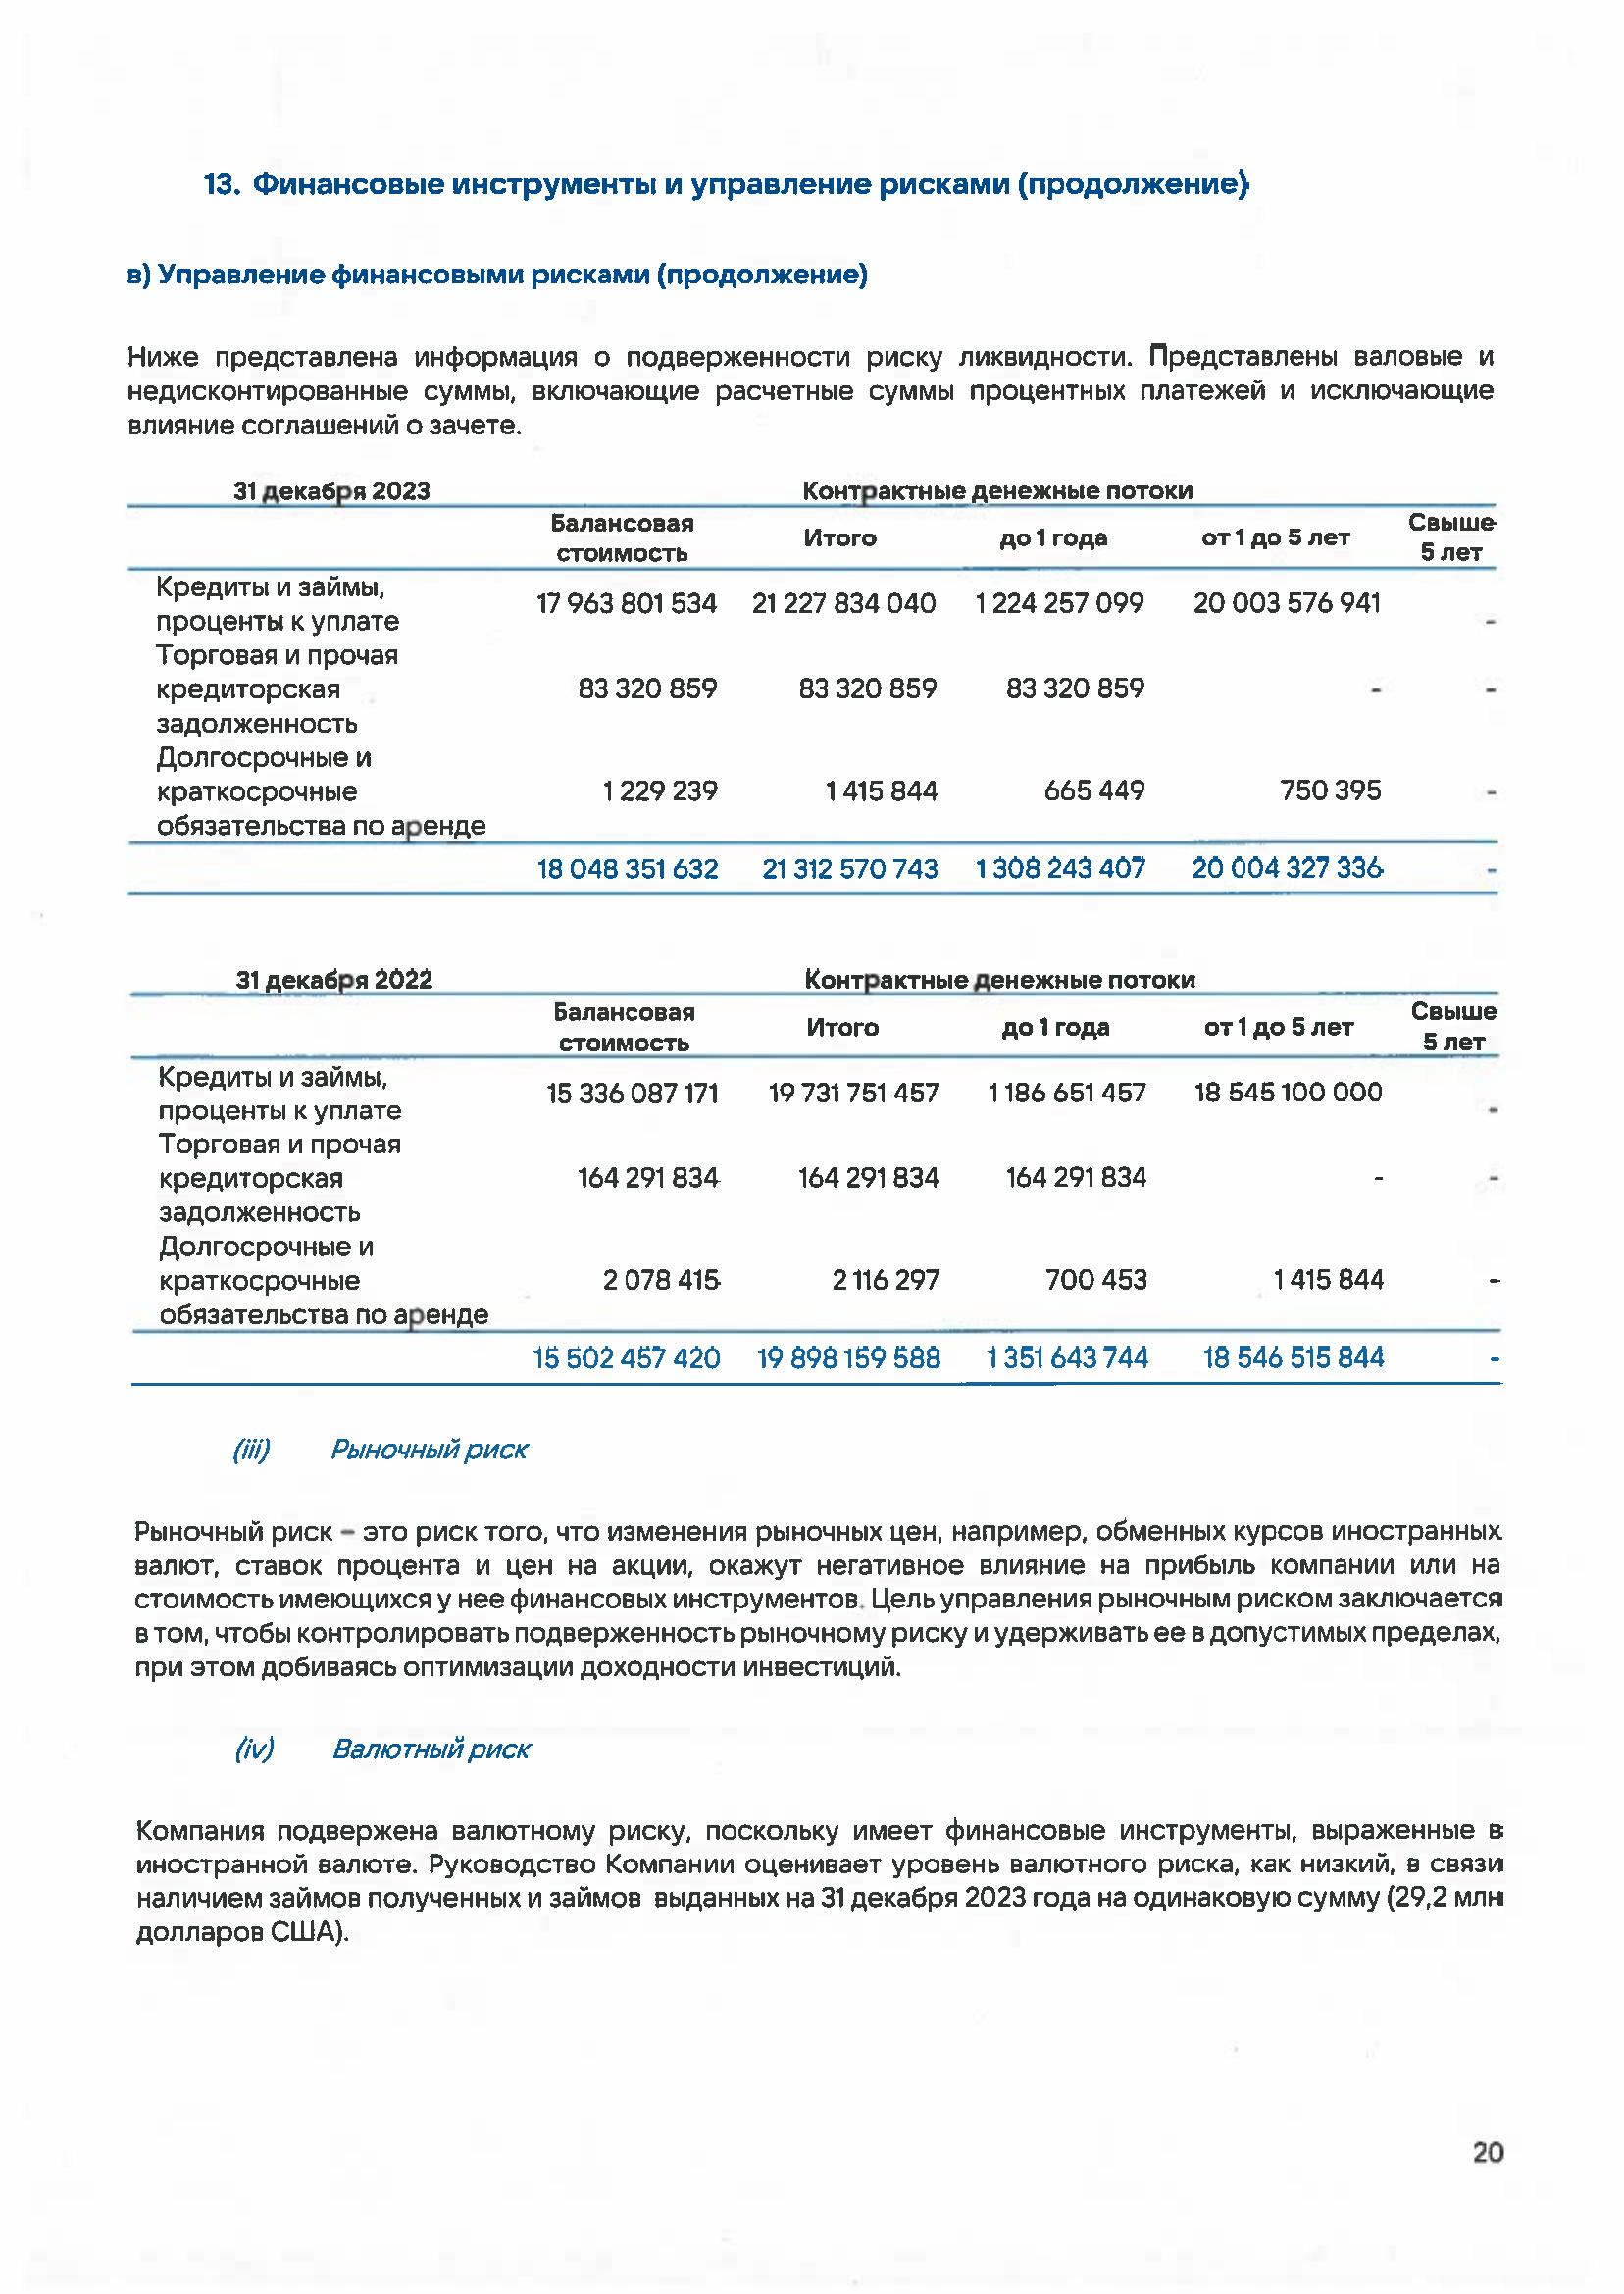 13. Финансовые инструменты и управление рисками (продолжение)
в) Управление финансовыми рисками (продолжение)
Ниже представлена информация о подверженности риску ликвидности. Представлены валовые и
недисконтированные суммы, включающие расчетные суммы процентных платежей и исключающие
влияние соглашений о зачете.
31 декабря 2023 Контрактные денежные потоки
Балансовая стоимость Итого до 1 года от 1 до 5 лет Свыше 5 лет
Кредиты и займы,
проценты к уплате 17 963 801 534 21 227 834 040 1 224 257 099 20 003 576 941 -
Торговая и прочая
кредиторская 83 320 859 83 320 859 83 320 859 - -
задолженность
Долгосрочные и
краткосрочные 1 229 239 1 415 844 665 449 750 395 -
обязательства по аренде
18 048 351 632 21 312 570 743 1 308 243 407 20 004 327 336 -
31 декабря 2022 Контрактные денежные потоки
Балансовая стоимость Итого до 1 года от 1 до 5 лет Свыше 5 лет
Кредиты и займы,
проценты к уплате 15 336 087 171 19 731 751 457 1 186 651 457 18 545 100 000 -
Торговая и прочая
кредиторская 164 291 834 164 291 834 164 291 834 - -
задолженность
Долгосрочные и
краткосрочные 2 078 415 2 116 297 700 453 1 415 844 -
обязательства по аренде
15 502 457 420 19 898 159 588 1 351 643 744 18 546 515 844 -
(iii) Рыночный риск
Рыночный риск – это риск того, что изменения рыночных цен, например, обменных курсов иностранных
валют, ставок процента и цен на акции, окажут негативное влияние на прибыль компании или на
стоимость имеющихся у нее финансовых инструментов. Цель управления рыночным риском заключается
в том, чтобы контролировать подверженность рыночному риску и удерживать ее в допустимых пределах,
при этом добиваясь оптимизации доходности инвестиций.
(iv) Валютный риск
Компания подвержена валютному риску, поскольку имеет финансовые инструменты, выраженные в
иностранной валюте. Руководство Компании оценивает уровень валютного риска, как низкий, в связи
наличием займов полученных и займов выданных на 31 декабря 2023 года на одинаковую сумму (29,2 млн
долларов США).
20